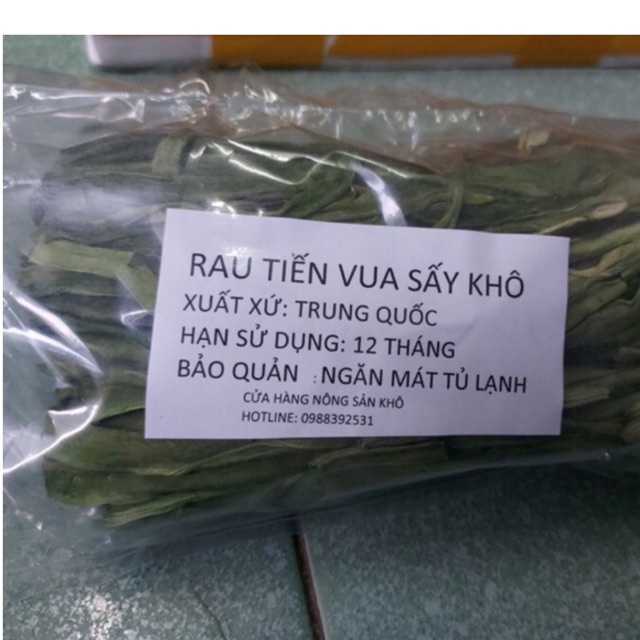 RAU TIẾN VUA SẤY KHÔ
XUẤT XỨ: TRUNG QUỐC
HẠN SỬ DỤNG: 12 THÁNG
BẢO QUẢN : NGĂN MÁT TỦ LẠNH
CỬA HÀNG NÔNG SẢN KHÔ
HOTLINE: 0988392531